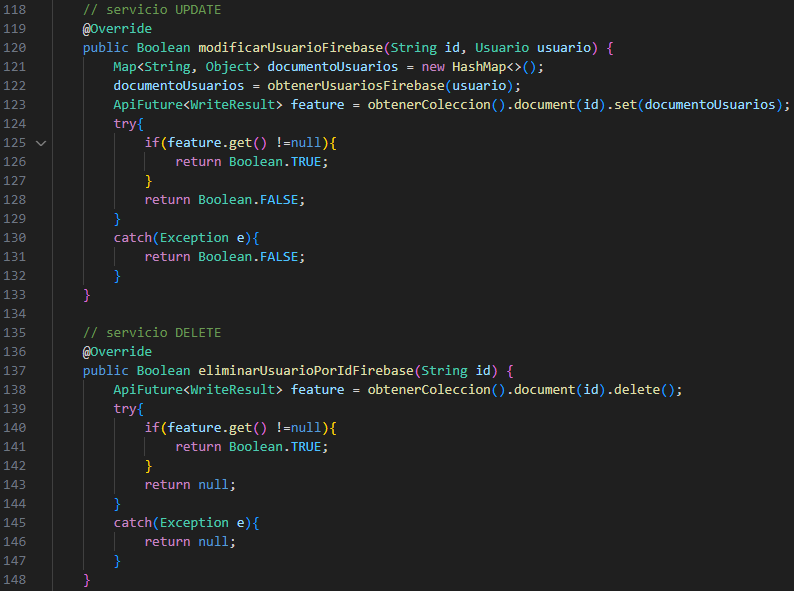 118 // servicio UPDATE
119 @Override
120 public Boolean modificarUsuarioFirebase(String id, Usuario usuario) {
121 Map<String, Object> documentoUsuarios = new HashMap<>();
122 documentoUsuarios = obtenerUsuariosFirebase(usuario);
123 ApiFuture<WriteResult> feature = obtenerColeccion().document(id).set(documentoUsuarios);
124 try{
125 if(feature.get() !=null){
126 return Boolean.TRUE;
127 }
128 return Boolean.FALSE;
129 }
130 catch(Exception e){
131 return Boolean.FALSE;
132 }
133 }
134
135 // servicio DELETE
136 @Override
137 public Boolean eliminarUsuarioPorIdFirebase(String id) {
138 ApiFuture<WriteResult> feature = obtenerColeccion().document(id).delete();
139 try{
140 if(feature.get() !=null){
141 return Boolean.TRUE;
142 }
143 return null;
144 }
145 catch(Exception e){
146 return null;
147 }
148 }